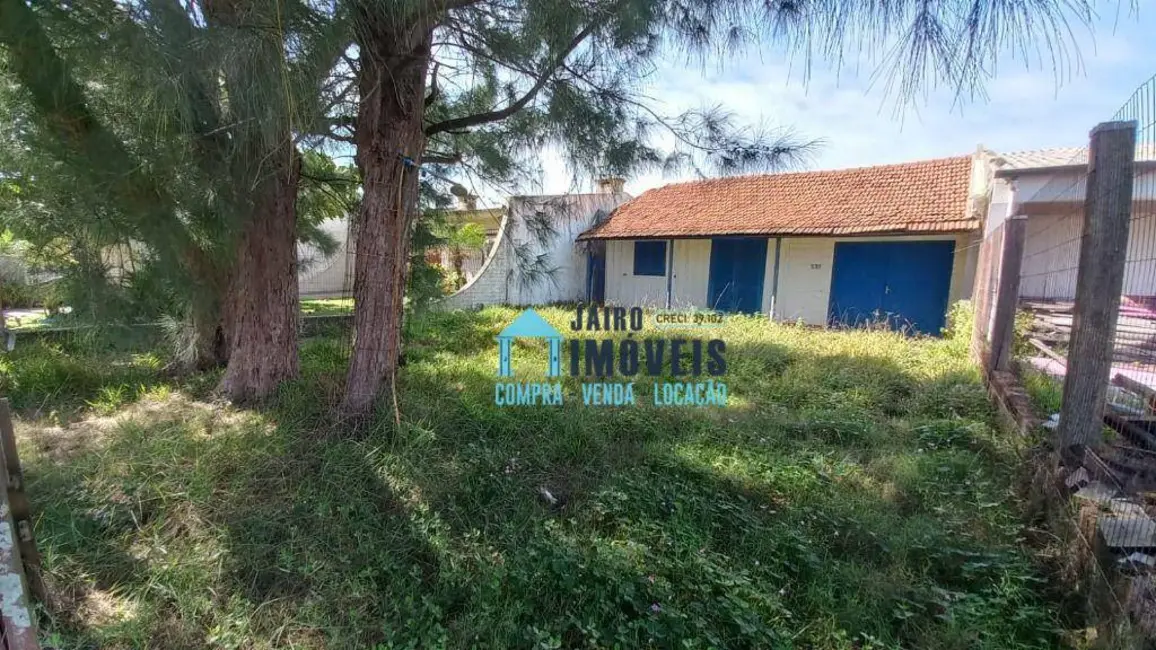 JAIRO CRECI: 39.102
IMÓVEIS
COMPRA VENDA LOCAÇÃO